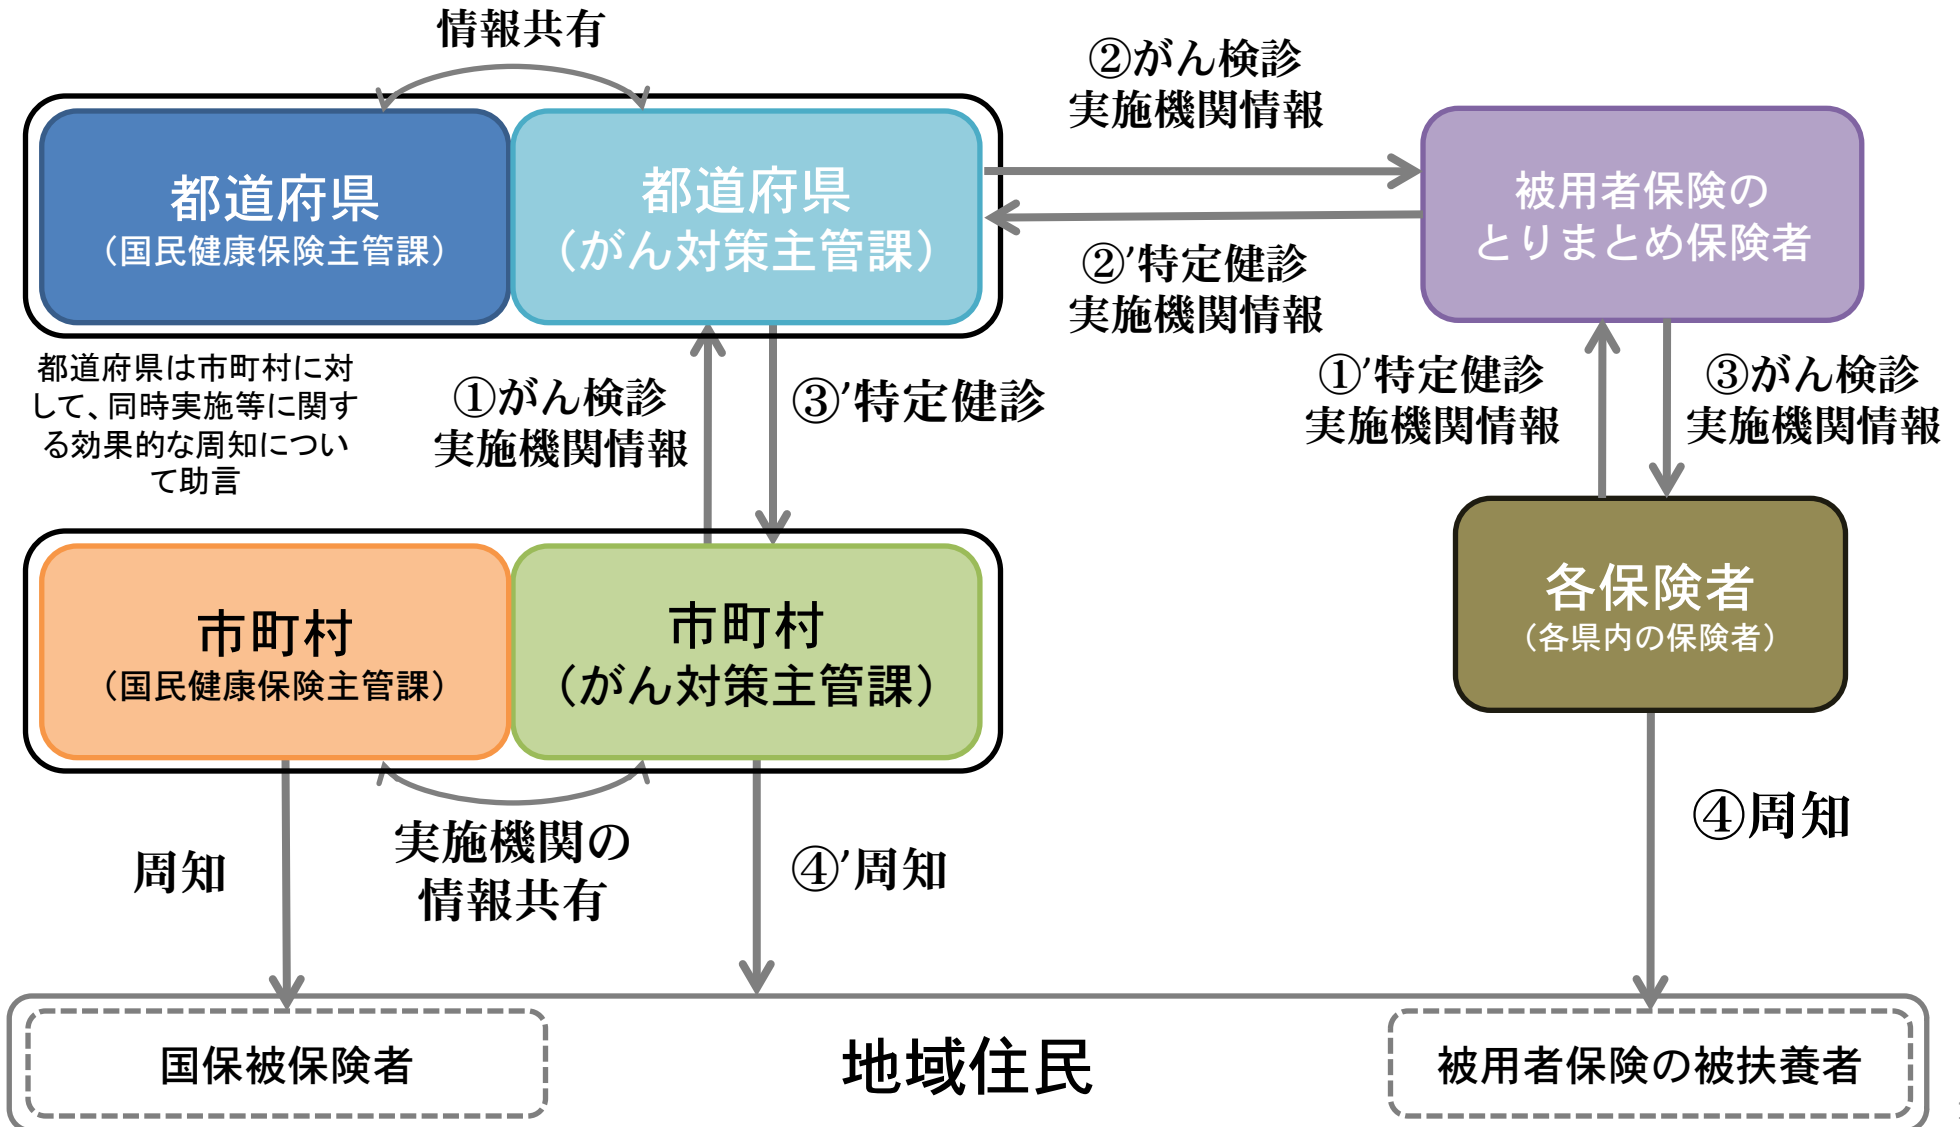 情報共有
②がん検診
実施機関情報
都道府県
（国民健康保険主管課）
都道府県
（がん対策主管課）
被用者保険の
とりまとめ保険者
②’特定健診
実施機関情報
都道府県は市町村に対
して、同時実施等に関す
る効果的な周知につい
て助言
①がん検診
実施機関情報
③’特定健診
①’特定健診
実施機関情報
③がん検診
実施機関情報
市町村
（国民健康保険主管課）
市町村
（がん対策主管課）
各保険者
（各県内の保険者）
周知
実施機関の
情報共有
④’周知
④周知
国保被保険者
地域住民
被用者保険の被扶養者